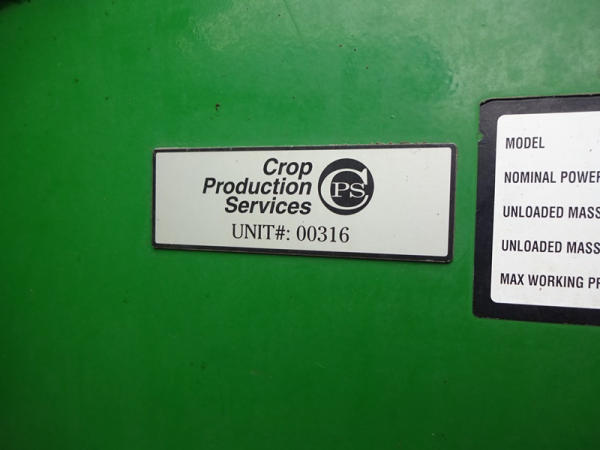 Crop
Production
Services
CPS
UNIT#: 00316
MODEL
NOMINAL POWER
UNLOADED MASS
UNLOADED MASS
MAX WORKING PR